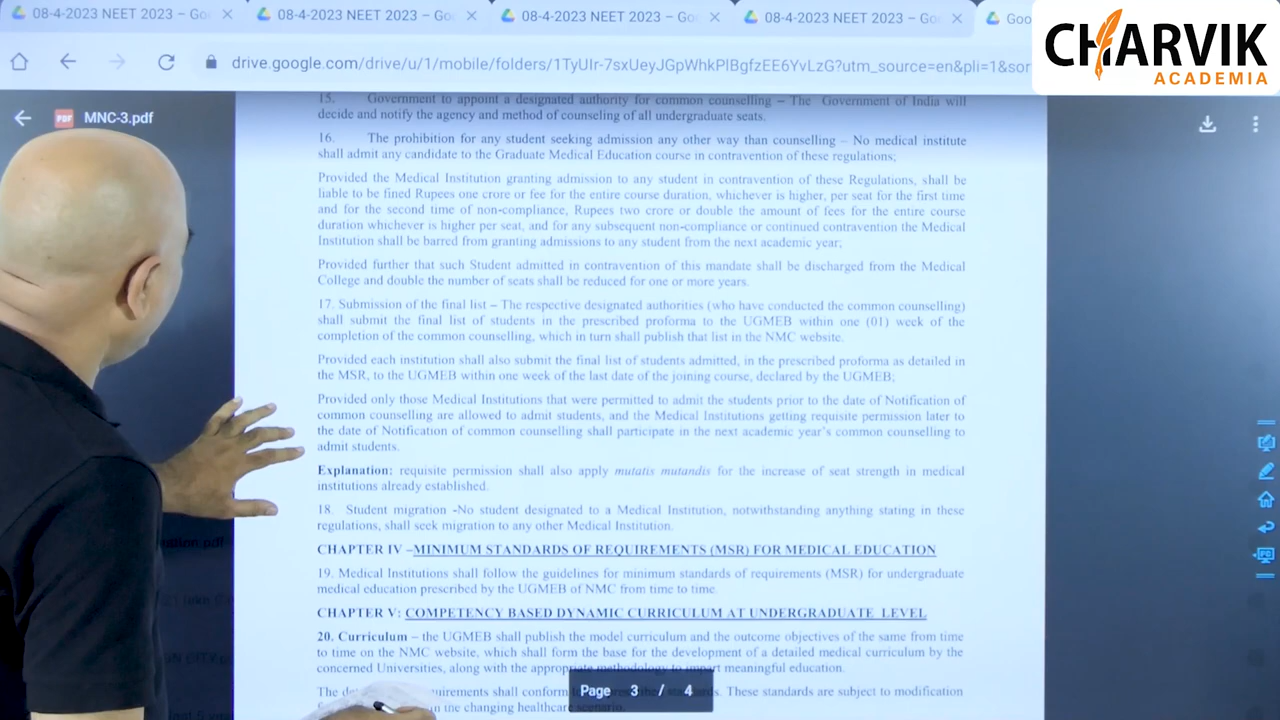 08-4-2023 NEET 2023 – Go
08-4-2023 NEET 2023 – Go
08-4-2023 NEET 2023 – Go
08-4-2023 NEET 2023 – Go
Goo
CHARVIK
ACADEMIA
drive.google.com/drive/u/1/mobile/folders/1TyUIr-7sxUeyJGpWhkPIBgfzEE6YvLzG?utm_source=en&pli=1&sor
PDF MNC-3.pdf
15. Government to appoint a designated authority for common counselling – The Government of India will
decide and notify the agency and method of counseling of all undergraduate seats.
16. The prohibition for any student seeking admission any other way than counselling – No medical institute
shall admit any candidate to the Graduate Medical Education course in contravention of these regulations;
Provided the Medical Institution granting admission to any student in contravention of these Regulations, shall be
liable to be fined Rupees one crore or fee for the entire course duration, whichever is higher, per seat for the first time
and for the second time of non-compliance, Rupees two crore or double the amount of fees for the entire course
duration whichever is higher per seat, and for any subsequent non-compliance or continued contravention the Medical
Institution shall be barred from granting admissions to any student from the next academic year;
Provided further that such Student admitted in contravention of this mandate shall be discharged from the Medical
College and double the number of seats shall be reduced for one or more years.
17. Submission of the final list – The respective designated authorities (who have conducted the common counselling)
shall submit the final list of students in the prescribed proforma to the UGMEB within one (01) week of the
completion of the common counselling, which in turn shall publish that list in the NMC website.
Provided each institution shall also submit the final list of students admitted, in the prescribed proforma as detailed in
the MSR, to the UGMEB within one week of the last date of the joining course, declared by the UGMEB;
Provided only those Medical Institutions that were permitted to admit the students prior to the date of Notification of
common counselling are allowed to admit students, and the Medical Institutions getting requisite permission later to
the date of Notification of common counselling shall participate in the next academic year's common counselling to
admit students.
Explanation: requisite permission shall also apply mutatis mutandis for the increase of seat strength in medical
institutions already established.
18. Student migration -No student designated to a Medical Institution, notwithstanding anything stating in these
regulations, shall seek migration to any other Medical Institution.
CHAPTER IV –MINIMUM STANDARDS OF REQUIREMENTS (MSR) FOR MEDICAL EDUCATION
19. Medical Institutions shall follow the guidelines for minimum standards of requirements (MSR) for undergraduate
medical education prescribed by the UGMEB of NMC from time to time.
CHAPTER V: COMPETENCY BASED DYNAMIC CURRICULUM AT UNDERGRADUATE LEVEL
20. Curriculum – the UGMEB shall publish the model curriculum and the outcome objectives of the same from time
to time on the NMC website, which shall form the base for the development of a detailed medical curriculum by the
concerned Universities, along with the appropriate methodology to impart meaningful education.
The shall conform These standards are subject to modification
in the changing healthcare scenario.
Page 3 / 4
PC